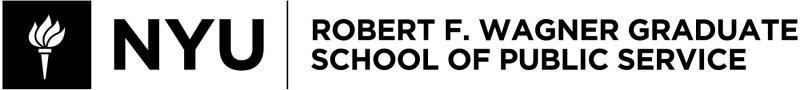 NYU
ROBERT F. WAGNER GRADUATE
SCHOOL OF PUBLIC SERVICE